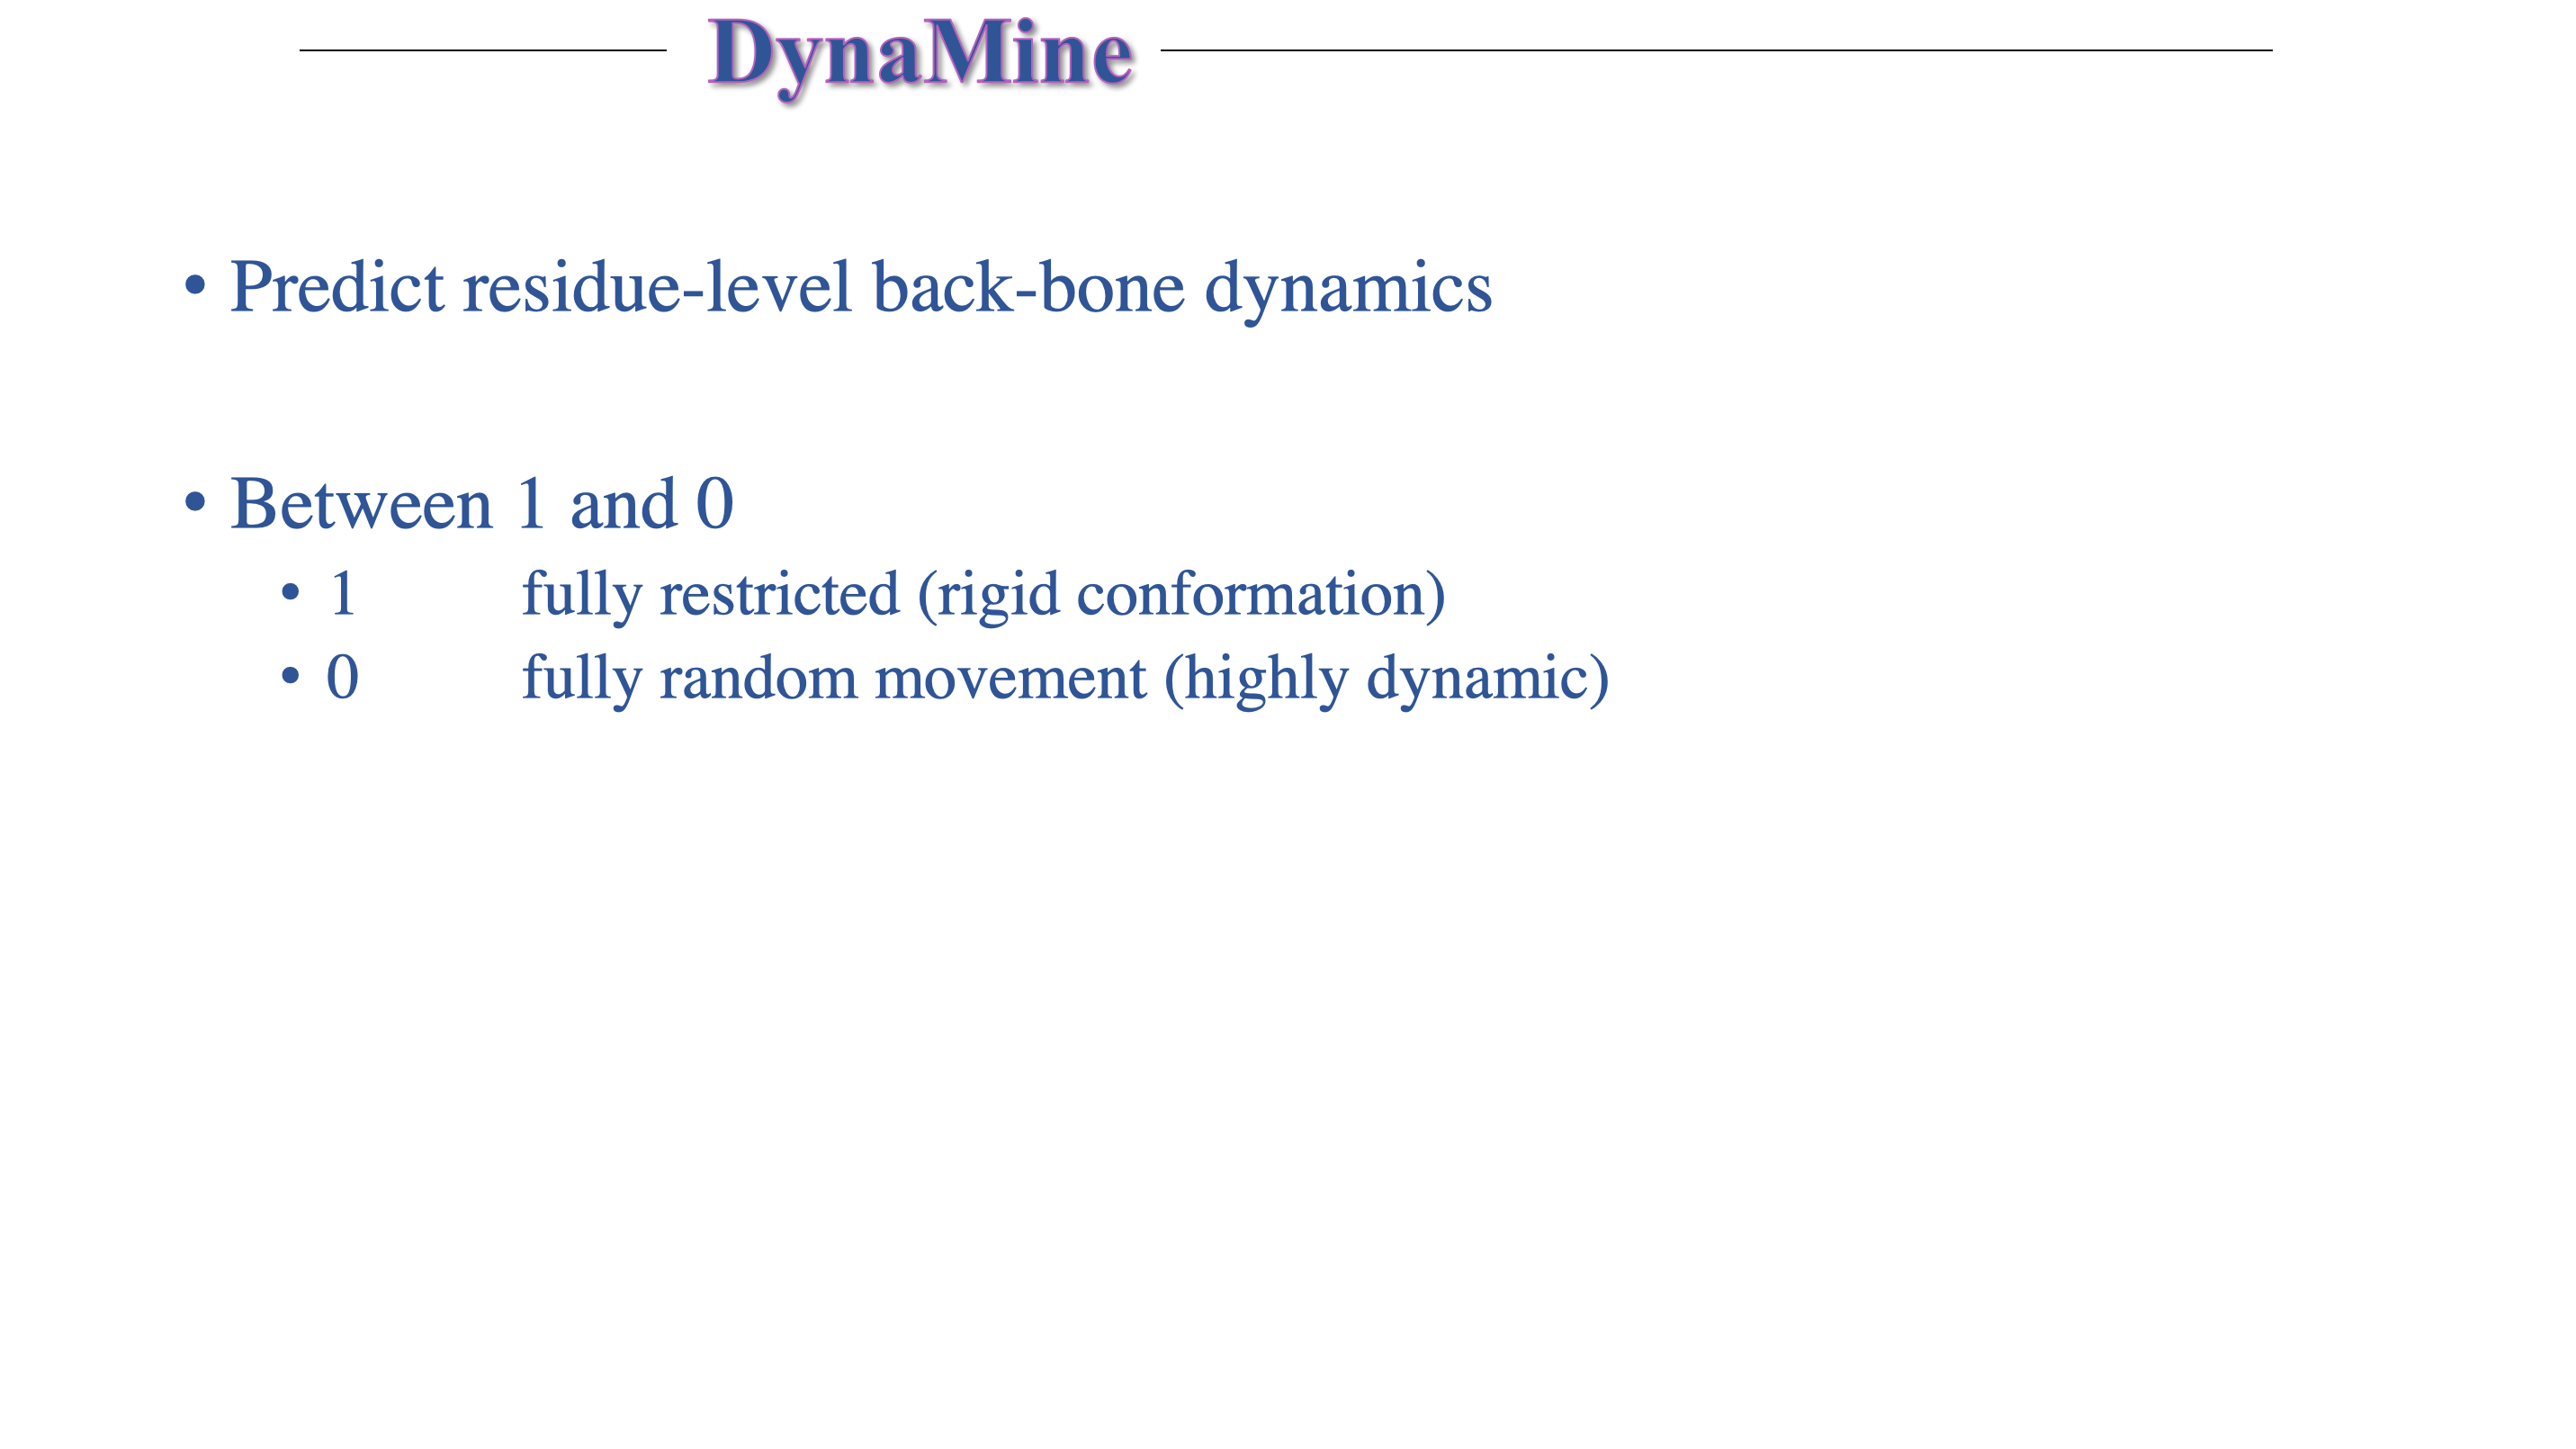 DynaMine
• Predict residue-level back-bone dynamics
• Between 1 and 0
• 1 fully restricted (rigid conformation)
• 0 fully random movement (highly dynamic)